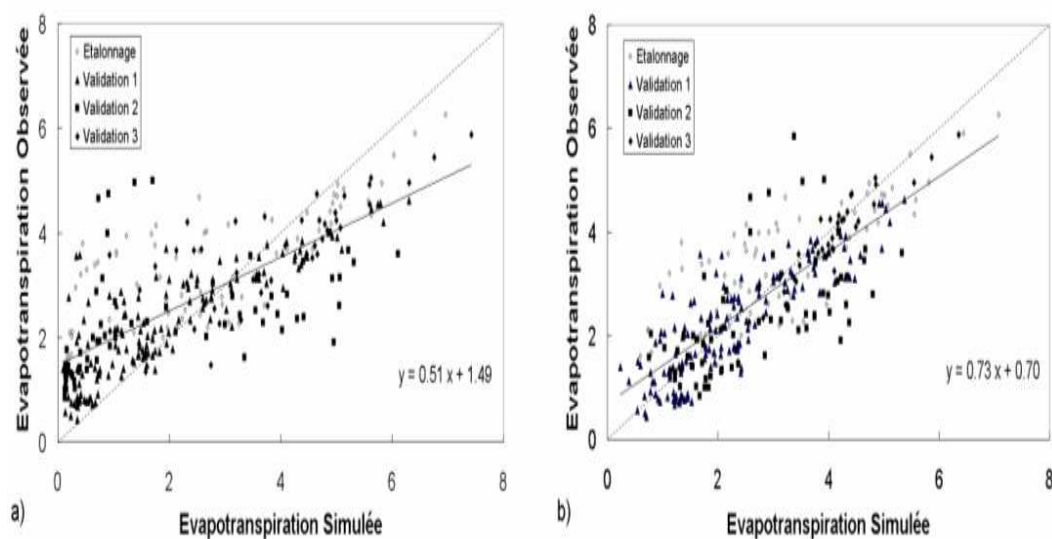 Evapotranspiration Observée
8
6
4
2
0
Etalonnage
Validation 1
Validation 2
Validation 3
y = 0.51 x + 1.49
0 2 4 6 8
a)
Evapotranspiration Simulée
Evapotranspiration Observée
8
6
4
2
0
Etalonnage
Validation 1
Validation 2
Validation 3
y = 0.73 x + 0.70
0 2 4 6 8
b)
Evapotranspiration Simulée